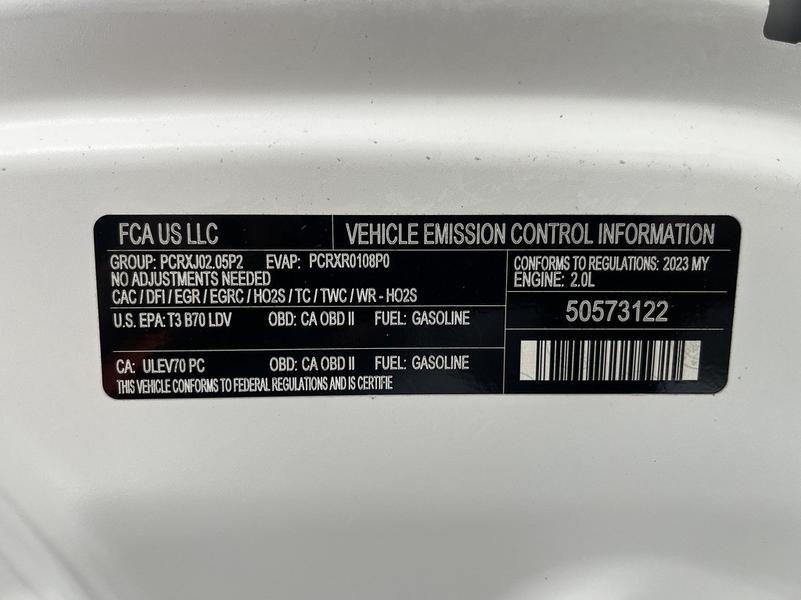 FCA US LLC
VEHICLE EMISSION CONTROL INFORMATION
GROUP: PCRXJ02.05P2 EVAP: PCRXR0108P0
NO ADJUSTMENTS NEEDED
CAC / DFI / EGR / EGRC / HO2S / TC / TWC / WR - HO2S
U.S. EPA: T3 B70 LDV OBD: CA OBD II FUEL: GASOLINE
CA: ULEV70 PC OBD: CA OBD II FUEL: GASOLINE
THIS VEHICLE CONFORMS TO FEDERAL REGULATIONS AND IS CERTIFIE
CONFORMS TO REGULATIONS: 2023 MY
ENGINE: 2.0L
50573122